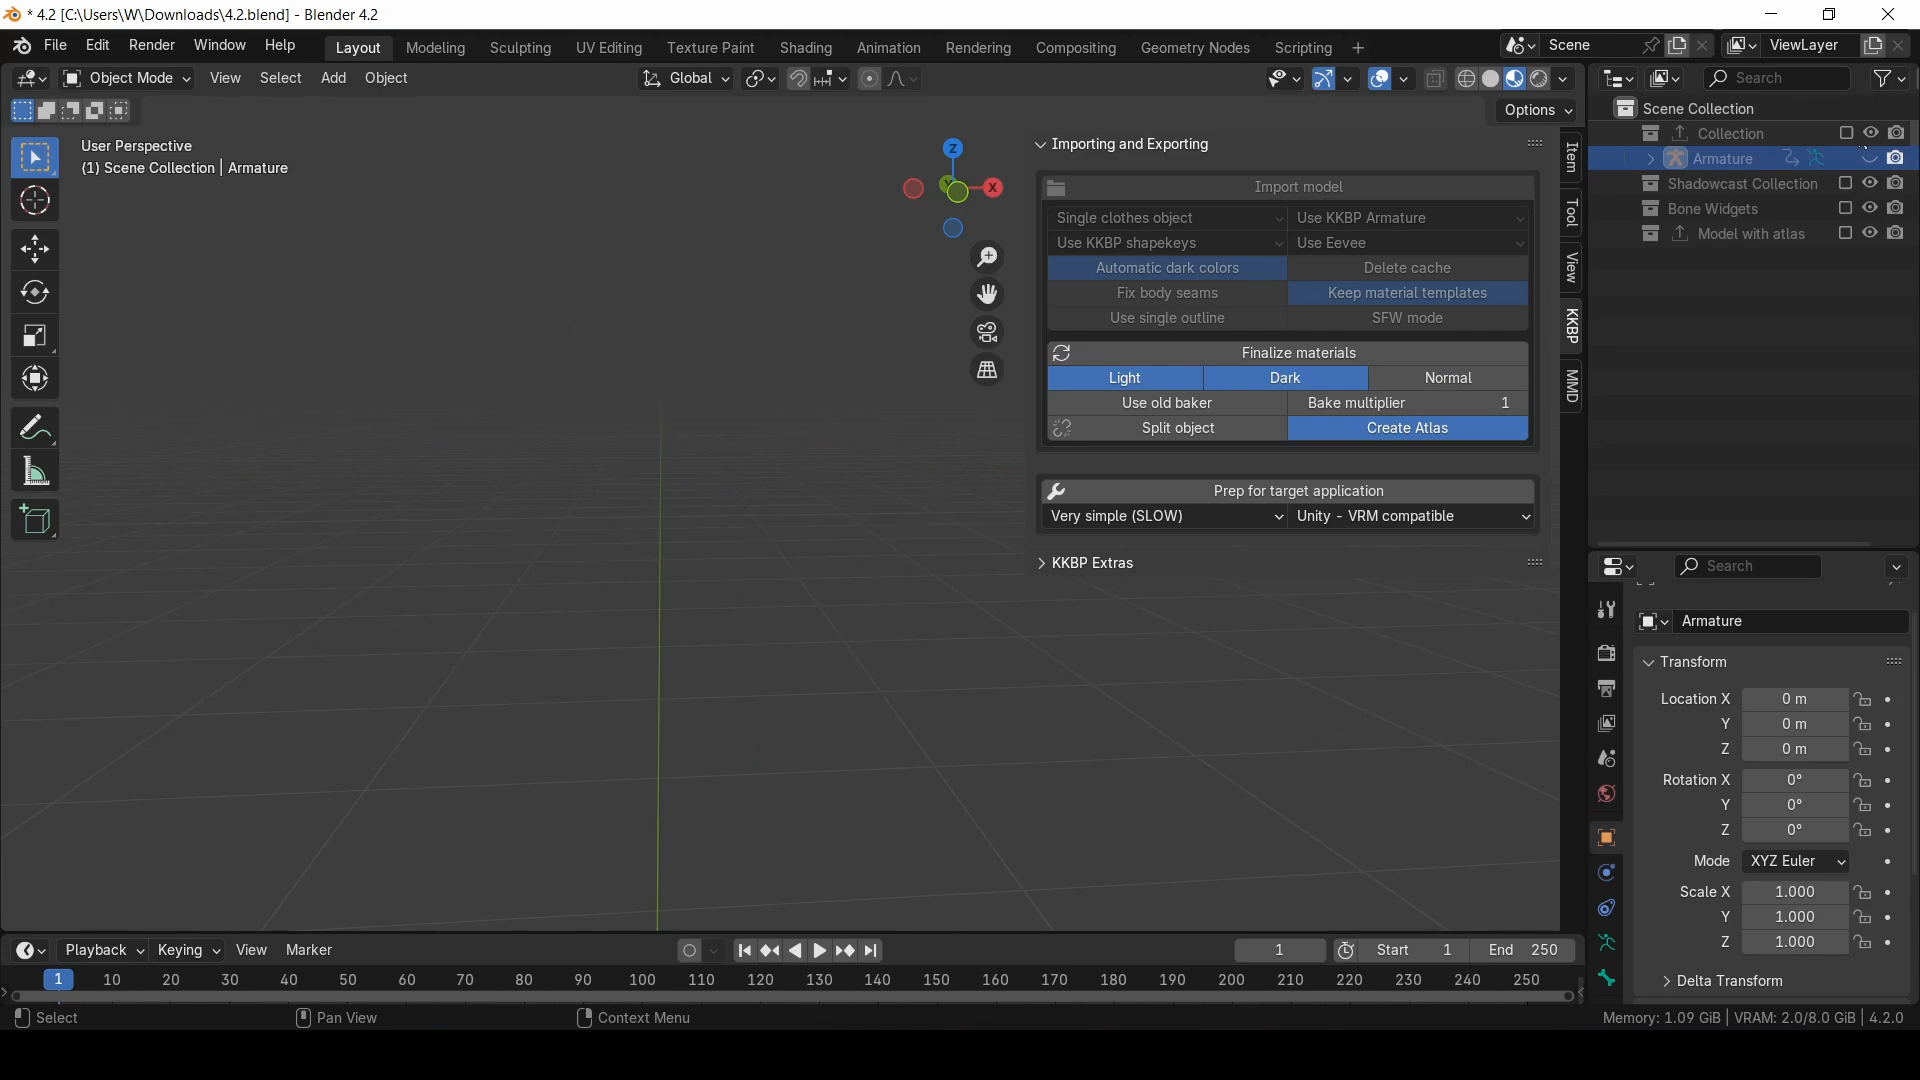 * 4.2 [C:\Users\W\Downloads\4.2.blend] - Blender 4.2
File Edit Render Window Help Layout Modeling Sculpting UV Editing Texture Paint Shading Animation Rendering Compositing Geometry Nodes Scripting + Scene ViewLayer
Object Mode View Select Add Object Global Search
Options
User Perspective
(1) Scene Collection | Armature
Z
X
Y
Importing and Exporting
Import model
Single clothes object Use KKBP Armature
Use KKBP shapekeys Use Eevee
Automatic dark colors Delete cache
Fix body seams Keep material templates
Use single outline SFW mode
Finalize materials
Light Dark Normal
Use old baker Bake multiplier 1
Split object Create Atlas
Prep for target application
Very simple (SLOW) Unity - VRM compatible
KKBP Extras
Item
Tool
View
KKBP
MMD
Scene Collection
Collection
Armature
Shadowcast Collection
Bone Widgets
Model with atlas
Search
Armature
Transform
Location X 0 m
Y 0 m
Z 0 m
Rotation X 0°
Y 0°
Z 0°
Mode XYZ Euler
Scale X 1.000
Y 1.000
Z 1.000
Delta Transform
Playback Keying View Marker 1 Start 1 End 250
1 10 20 30 40 50 60 70 80 90 100 110 120 130 140 150 160 170 180 190 200 210 220 230 240 250
Select Pan View Context Menu Memory: 1.09 GiB | VRAM: 2.0/8.0 GiB | 4.2.0